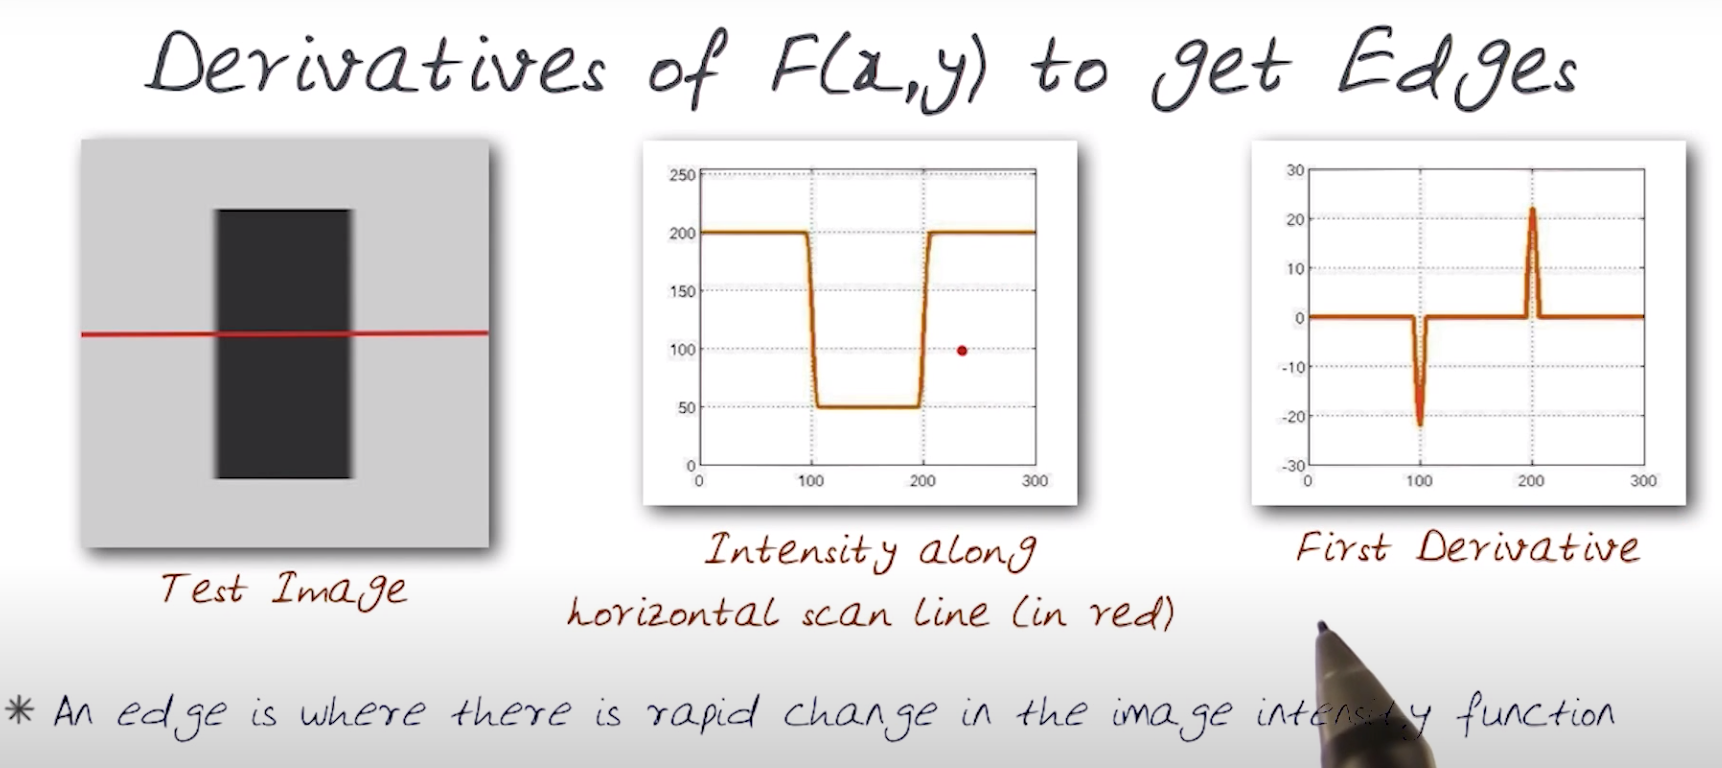 Derivatives of F(x,y) to get Edges
250
200
150
100
50
0
0 100 200 300
30
20
10
0
-10
-20
-30
0 100 200 300
Test Image
Intensity along
horizontal scan line (in red)
First Derivative
* An edge is where there is rapid change in the image intensity function